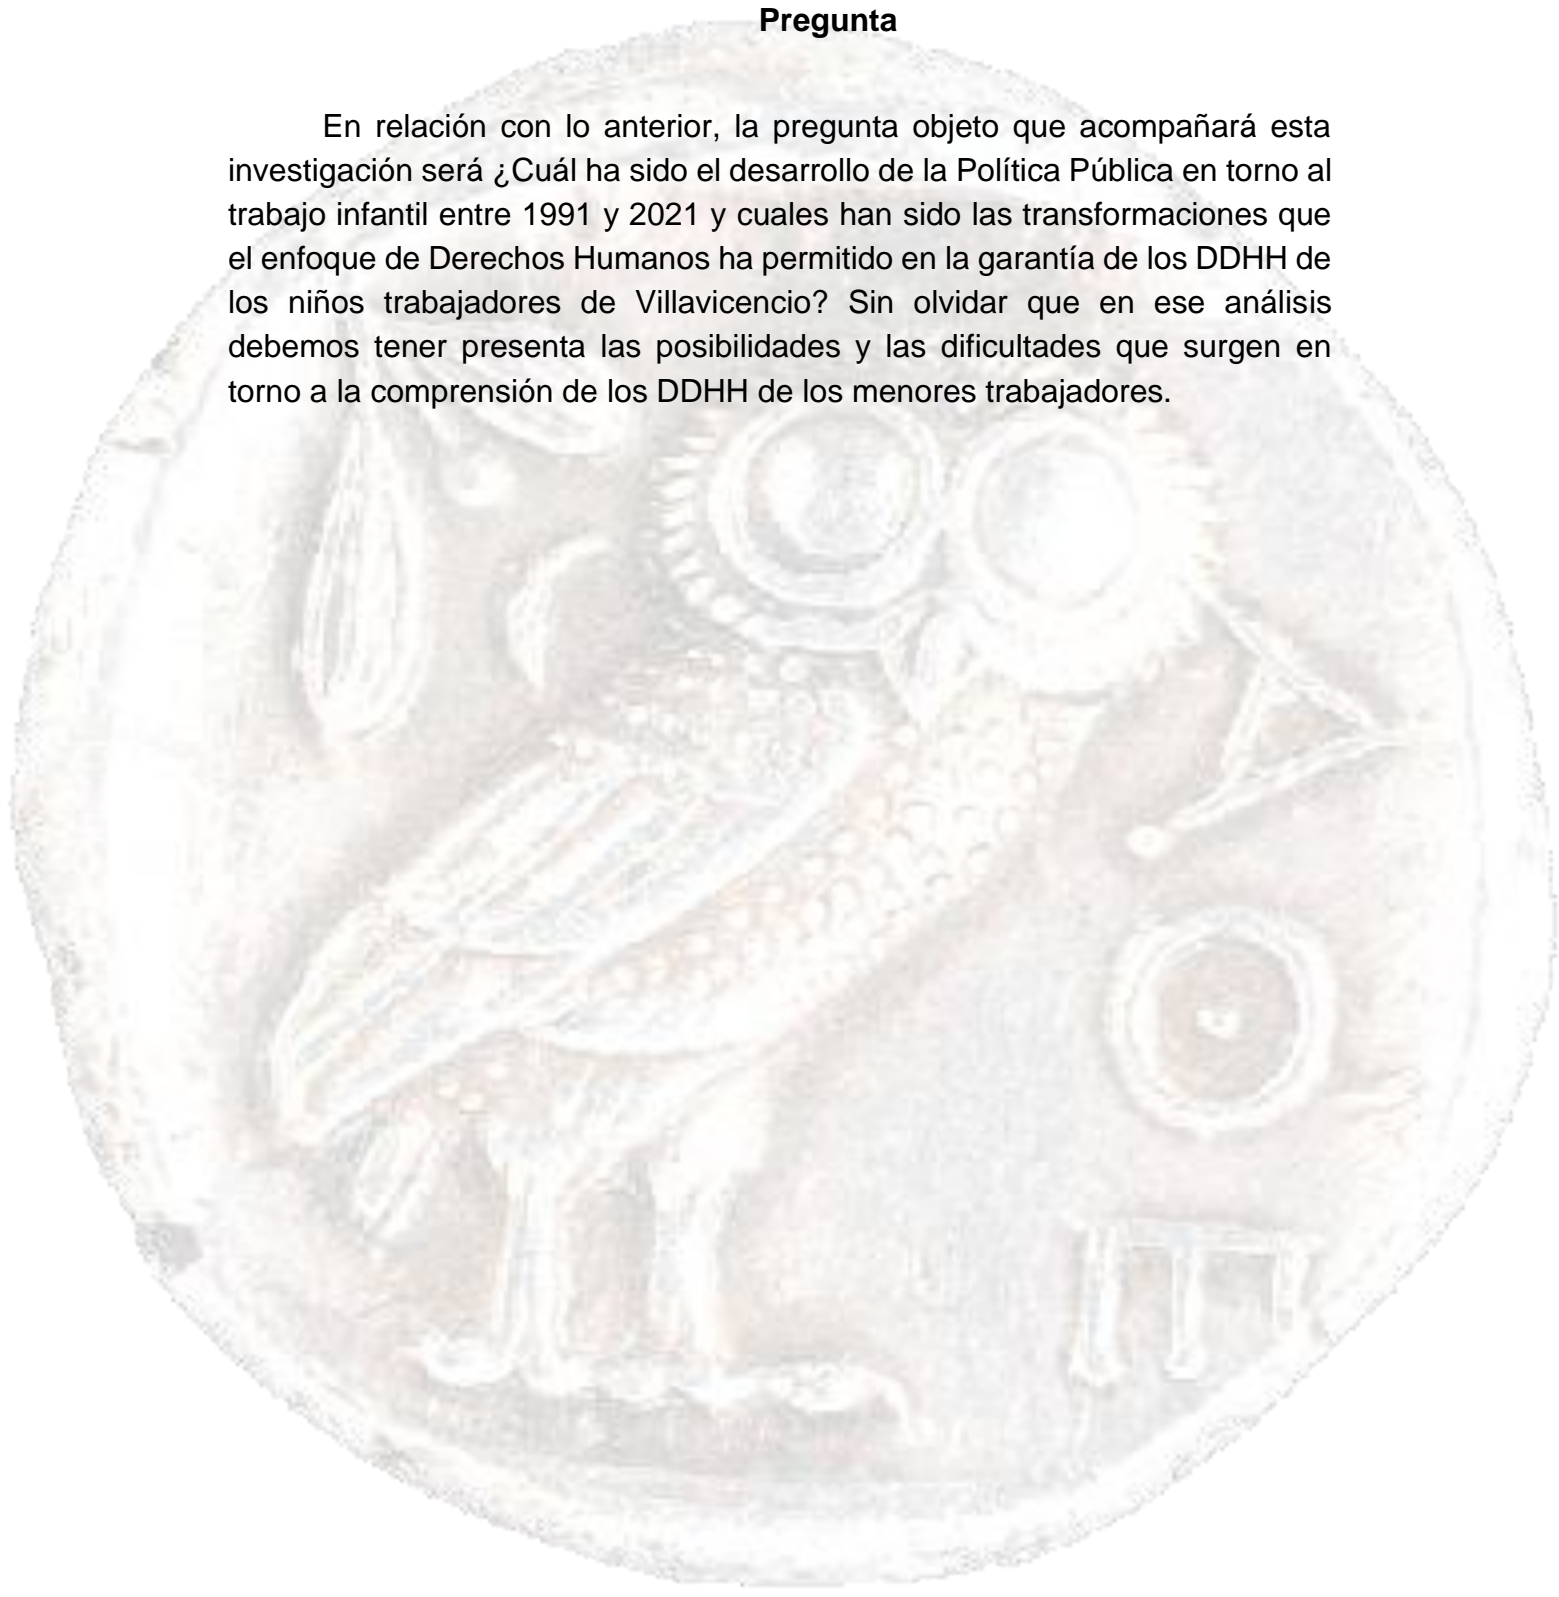 Pregunta
En relación con lo anterior, la pregunta objeto que acompañará esta
investigación será ¿Cuál ha sido el desarrollo de la Política Pública en torno al
trabajo infantil entre 1991 y 2021 y cuales han sido las transformaciones que
el enfoque de Derechos Humanos ha permitido en la garantía de los DDHH de
los niños trabajadores de Villavicencio? Sin olvidar que en ese análisis
debemos tener presenta las posibilidades y las dificultades que surgen en
torno a la comprensión de los DDHH de los menores trabajadores.